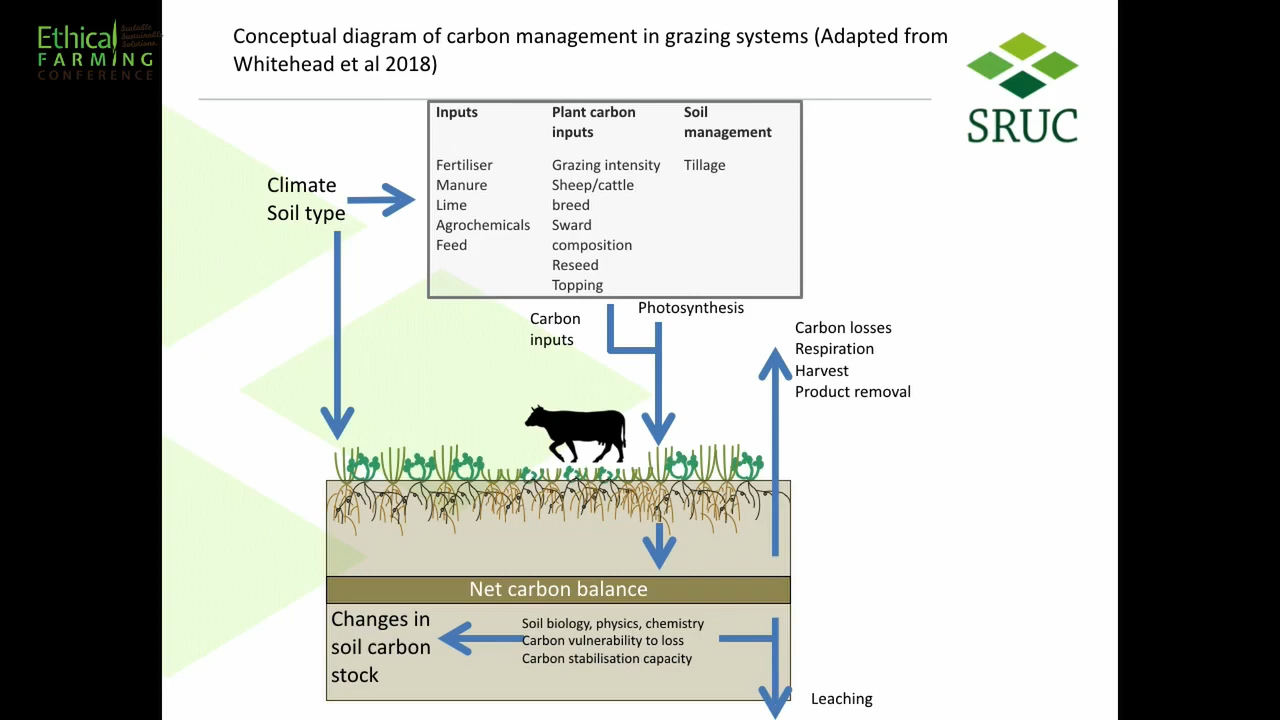 Ethical
Scalable
Sustainable
Solutions.
FARMING
CONFERENCE
Conceptual diagram of carbon management in grazing systems (Adapted from
Whitehead et al 2018)
SRUC
Inputs
Fertiliser
Manure
Lime
Agrochemicals
Feed
Plant carbon
inputs
Grazing intensity
Sheep/cattle
breed
Sward
composition
Reseed
Topping
Soil
management
Tillage
Climate
Soil type
Carbon
inputs
Photosynthesis
Carbon losses
Respiration
Harvest
Product removal
Net carbon balance
Changes in
soil carbon
stock
Soil biology, physics, chemistry
Carbon vulnerability to loss
Carbon stabilisation capacity
Leaching